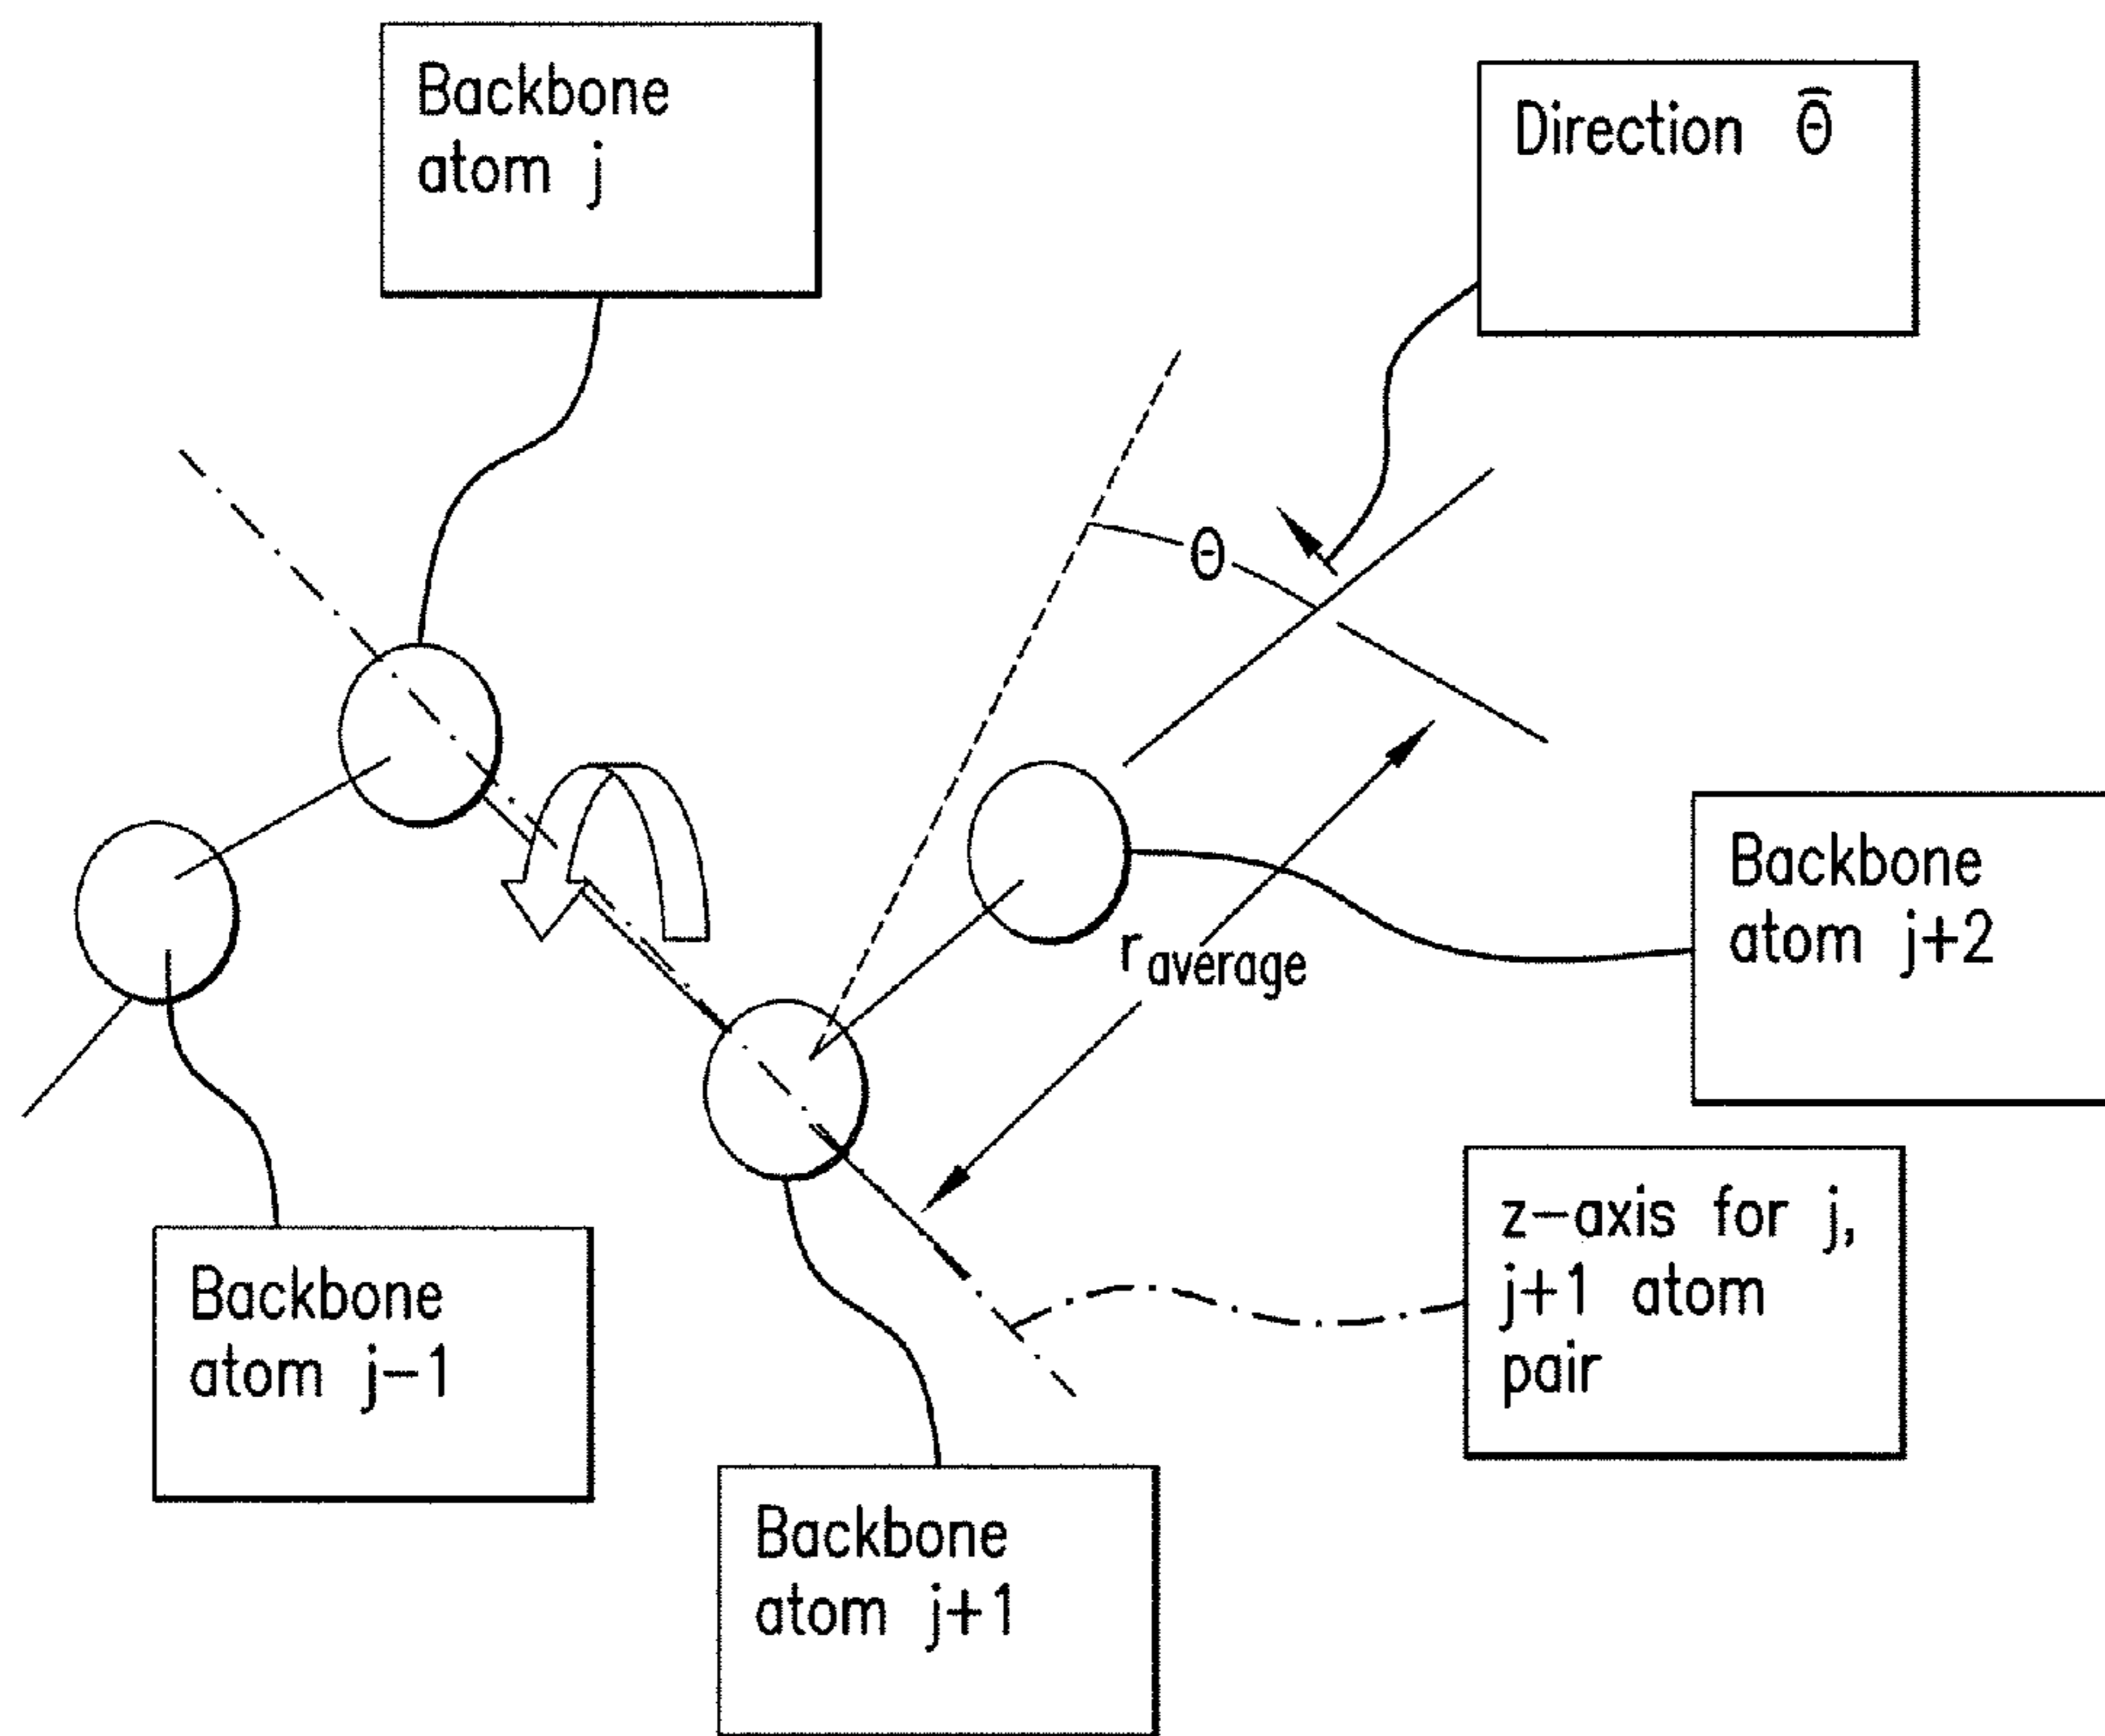 Backbone
atom j
Direction Θ̄
Θ
r average
Backbone
atom j+2
z-axis for j,
j+1 atom
pair
Backbone
atom j-1
Backbone
atom j+1